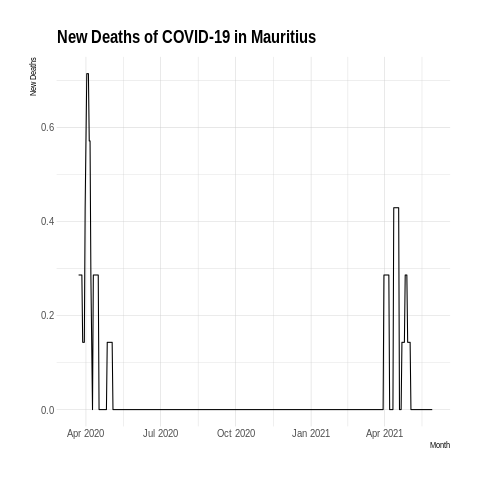 New Deaths of COVID-19 in Mauritius
New Deaths
0.6
0.4
0.2
0.0
Apr 2020 Jul 2020 Oct 2020 Jan 2021 Apr 2021
Month